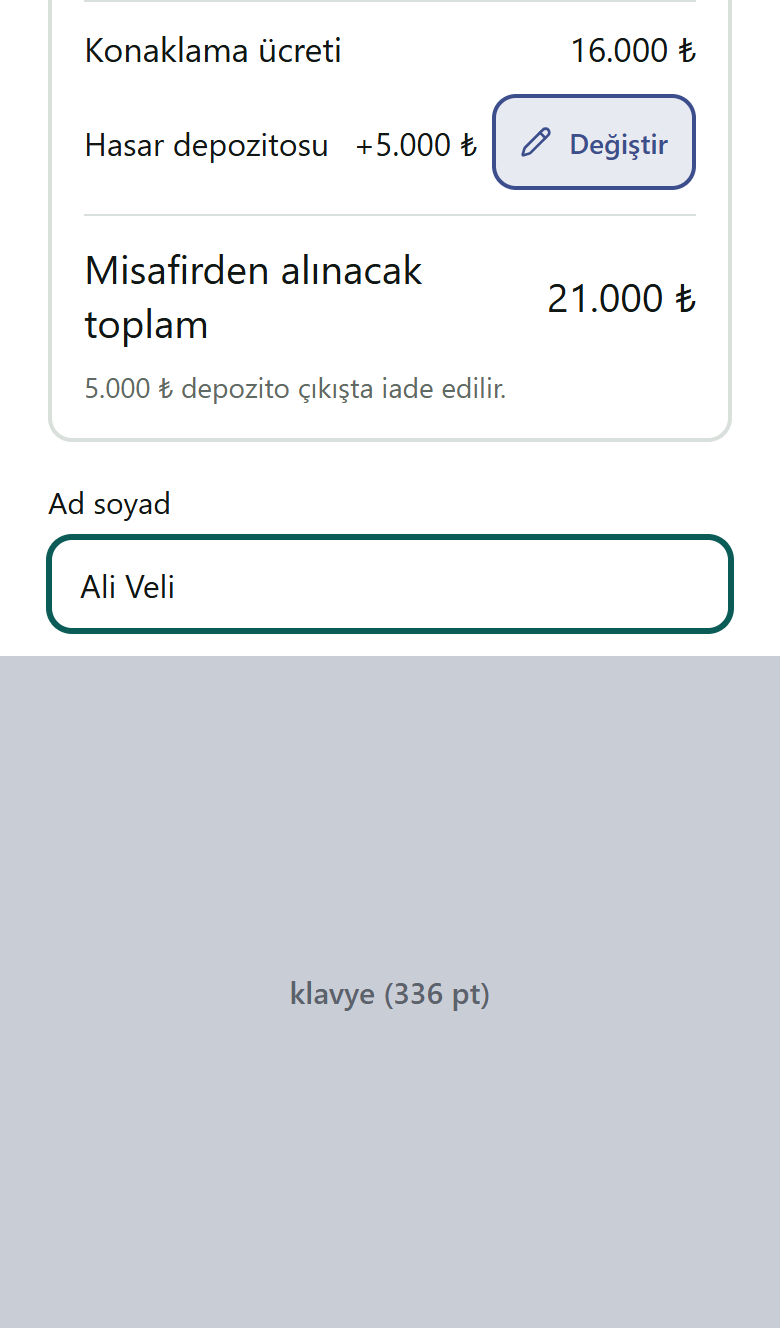 Konaklama ücreti 16.000 ₺
Hasar depozitosu +5.000 ₺ Değiştir
Misafirden alınacak
toplam 21.000 ₺
5.000 ₺ depozito çıkışta iade edilir.
Ad soyad
Ali Veli
klavye (336 pt)